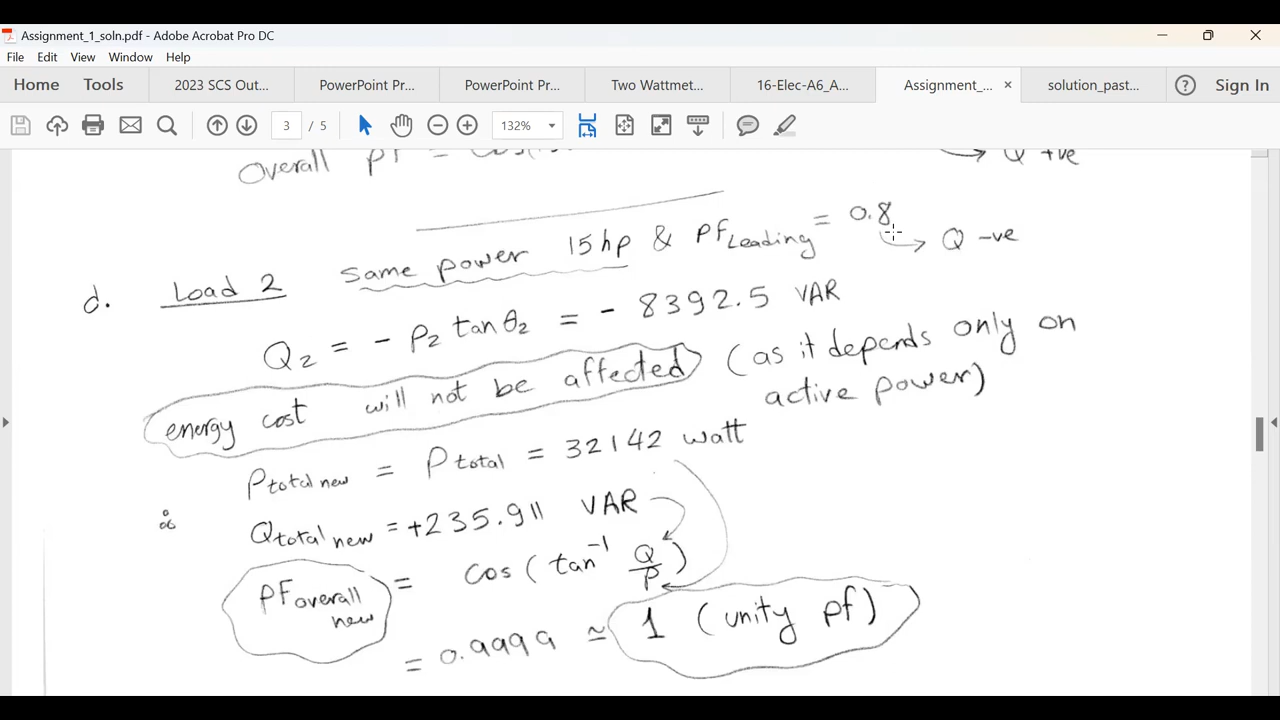 Assignment_1_soln.pdf - Adobe Acrobat Pro DC
File Edit View Window Help
Home Tools 2023 SCS Out... PowerPoint Pr... PowerPoint Pr... Two Wattmet... 16-Elec-A6_A... Assignment_... × solution_past... ? Sign In
3 / 5 132%
Overall pf = Q +ve
d. Load 2 Same power 15 hp & PF Leading = 0.8 → Q -ve
Q2 = - P2 tan θ2 = - 8392.5 VAR
energy cost will not be affected (as it depends only on
active power)
Ptotal new = Ptotal = 32142 watt
Qtotal new = +235.911 VAR
PF overall new = cos ( tan⁻¹ Q/P )
= 0.9999 ≃ 1 (unity pf)